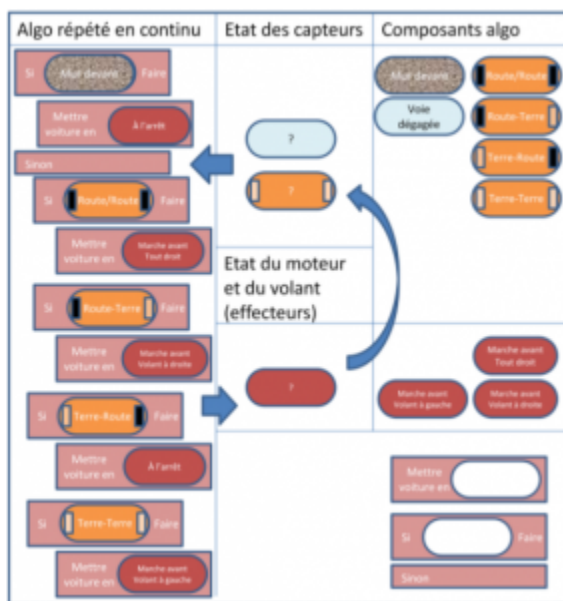 Algo répété en continu
Etat des capteurs
Composants algo
Si Mur devant Faire
Mettre voiture en À l'arrêt
Sinon
Si Route/Route Faire
Mettre voiture en Marche avant Tout droit
Si Route-Terre Faire
Mettre voiture en Marche avant Volant à droite
Si Terre-Route Faire
Mettre voiture en À l'arrêt
Si Terre-Terre Faire
Mettre voiture en Marche avant Volant à gauche
?
?
Etat du moteur
et du volant
(effecteurs)
?
Mur devant
Route/Route
Voie
dégagée
Route-Terre
Terre-Route
Terre-Terre
Marche avant
Tout droit
Marche avant
Volant à gauche
Marche avant
Volant à droite
Mettre
voiture en
Si Faire
Sinon